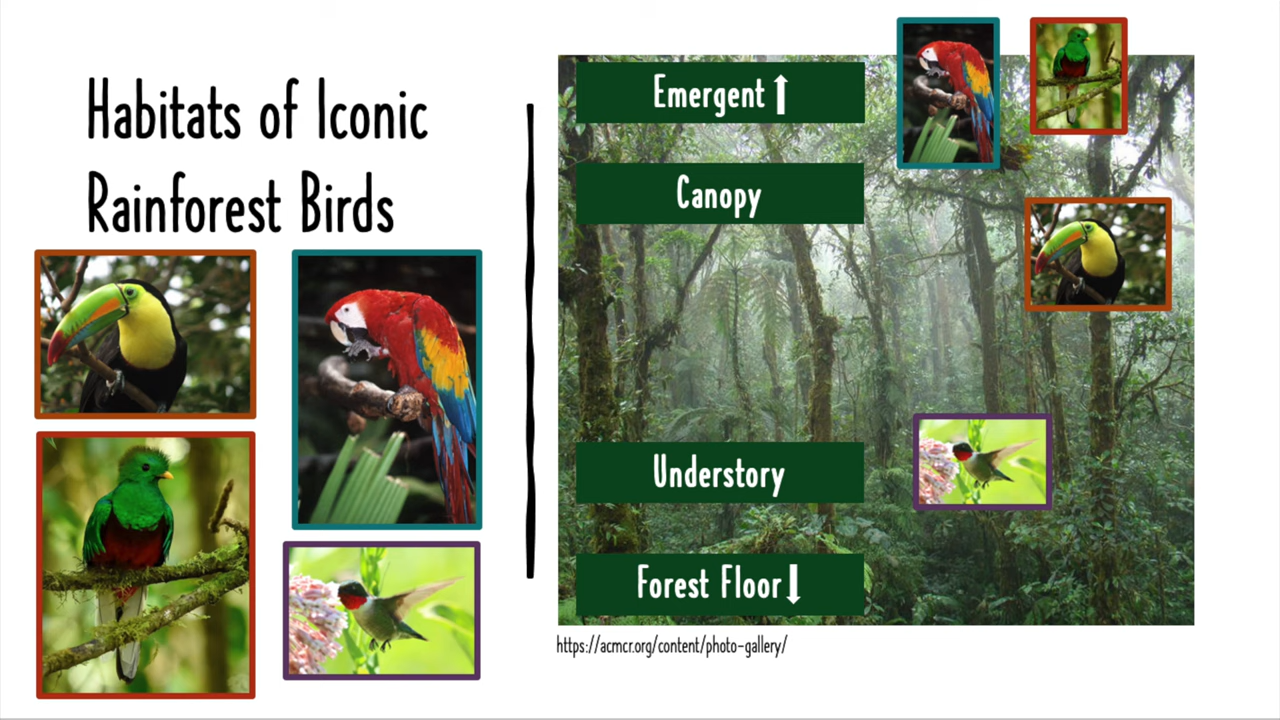 Habitats of Iconic
Rainforest Birds
Emergent
Canopy
Understory
Forest Floor
https://acmcr.org/content/photo-gallery/